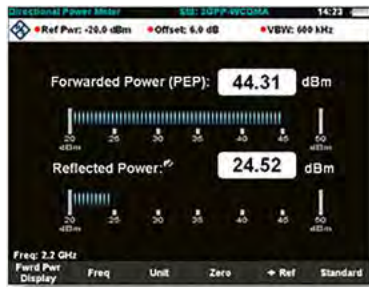 Directional Power Meter Std: 3GPP-WCDMA 14:23
Ref Pwr: -20.0 dBm Offset: 6.0 dB VBW: 600 kHz
Forwarded Power (PEP): 44.31 dBm
20 25 30 35 40 45 50
dBm dBm
Reflected Power: 24.52 dBm
20 25 30 35 40 45 50
dBm dBm
Freq: 2.2 GHz
Fwrd Pwr Display Freq Unit Zero → Ref Standard